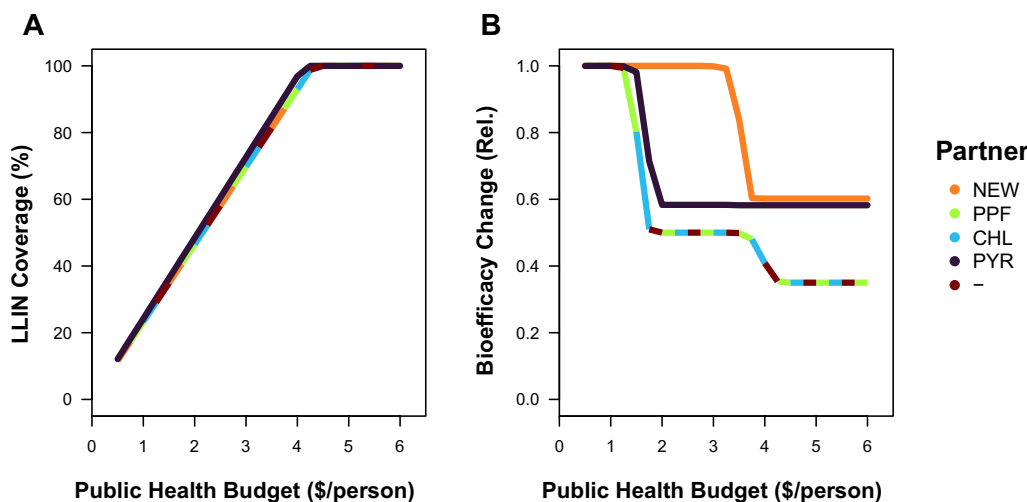 A
LLIN Coverage (%)
100
80
60
40
20
0
0 1 2 3 4 5 6
Public Health Budget ($/person)
B
Bioefficacy Change (Rel.)
1.0
0.8
0.6
0.4
0.2
0.0
0 1 2 3 4 5 6
Public Health Budget ($/person)
Partner
NEW
PPF
CHL
PYR
−